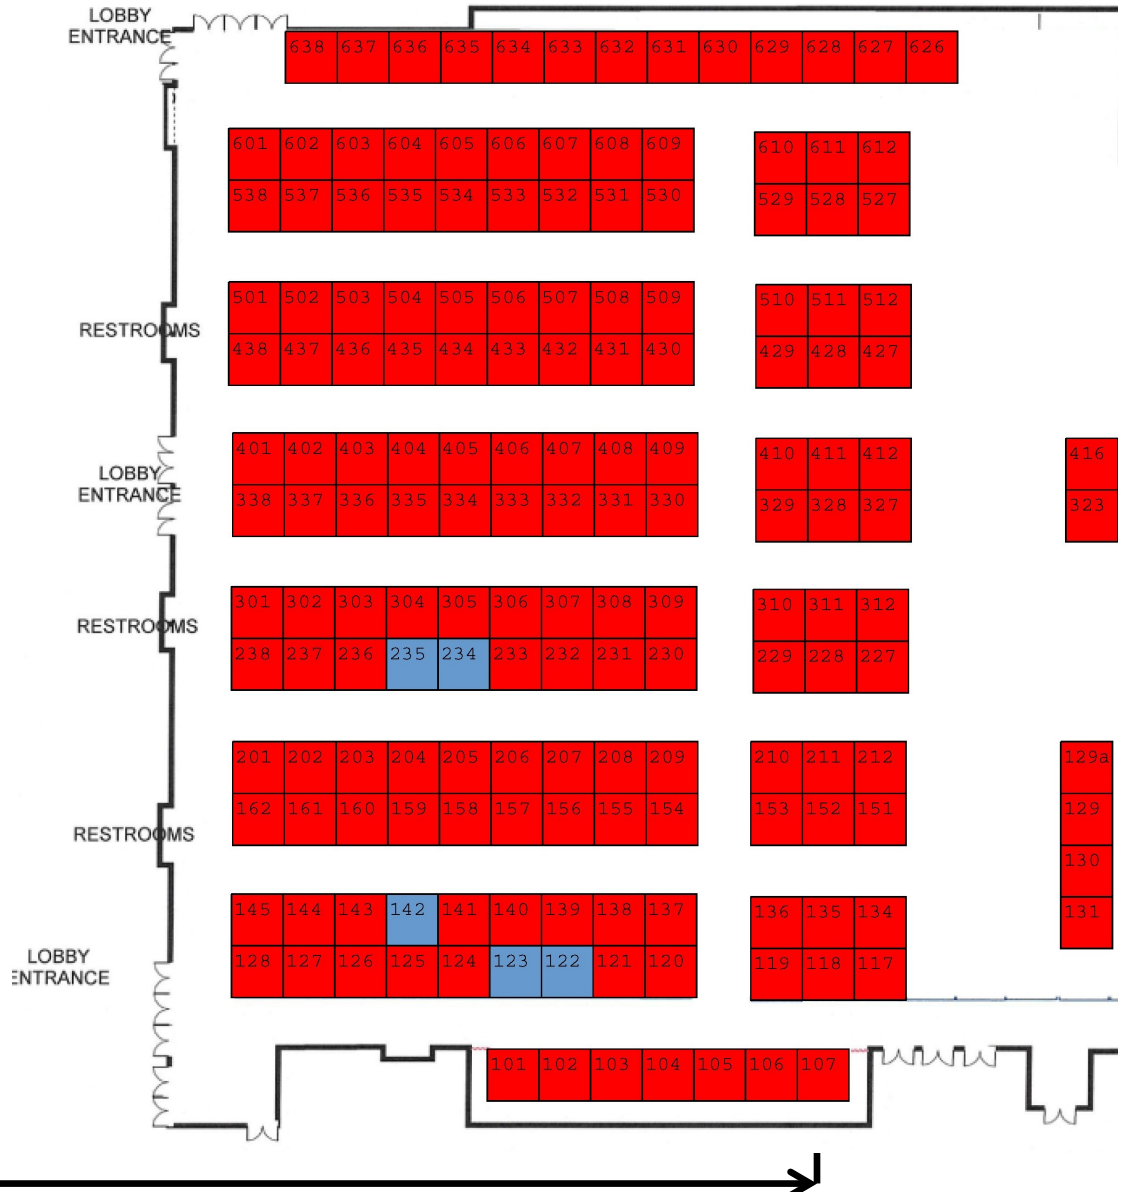 LOBBY
ENTRANCE
638 637 636 635 634 633 632 631 630 629 628 627 626
601 602 603 604 605 606 607 608 609 610 611 612
538 537 536 535 534 533 532 531 530 529 528 527
501 502 503 504 505 506 507 508 509 510 511 512
RESTROOMS
438 437 436 435 434 433 432 431 430 429 428 427
401 402 403 404 405 406 407 408 409 410 411 412 416
LOBBY
ENTRANCE
338 337 336 335 334 333 332 331 330 329 328 327 323
301 302 303 304 305 306 307 308 309 310 311 312
RESTROOMS
238 237 236 235 234 233 232 231 230 229 228 227
201 202 203 204 205 206 207 208 209 210 211 212 129a
162 161 160 159 158 157 156 155 154 153 152 151 129
RESTROOMS
130
145 144 143 142 141 140 139 138 137 136 135 134 131
LOBBY
ENTRANCE
128 127 126 125 124 123 122 121 120 119 118 117
101 102 103 104 105 106 107